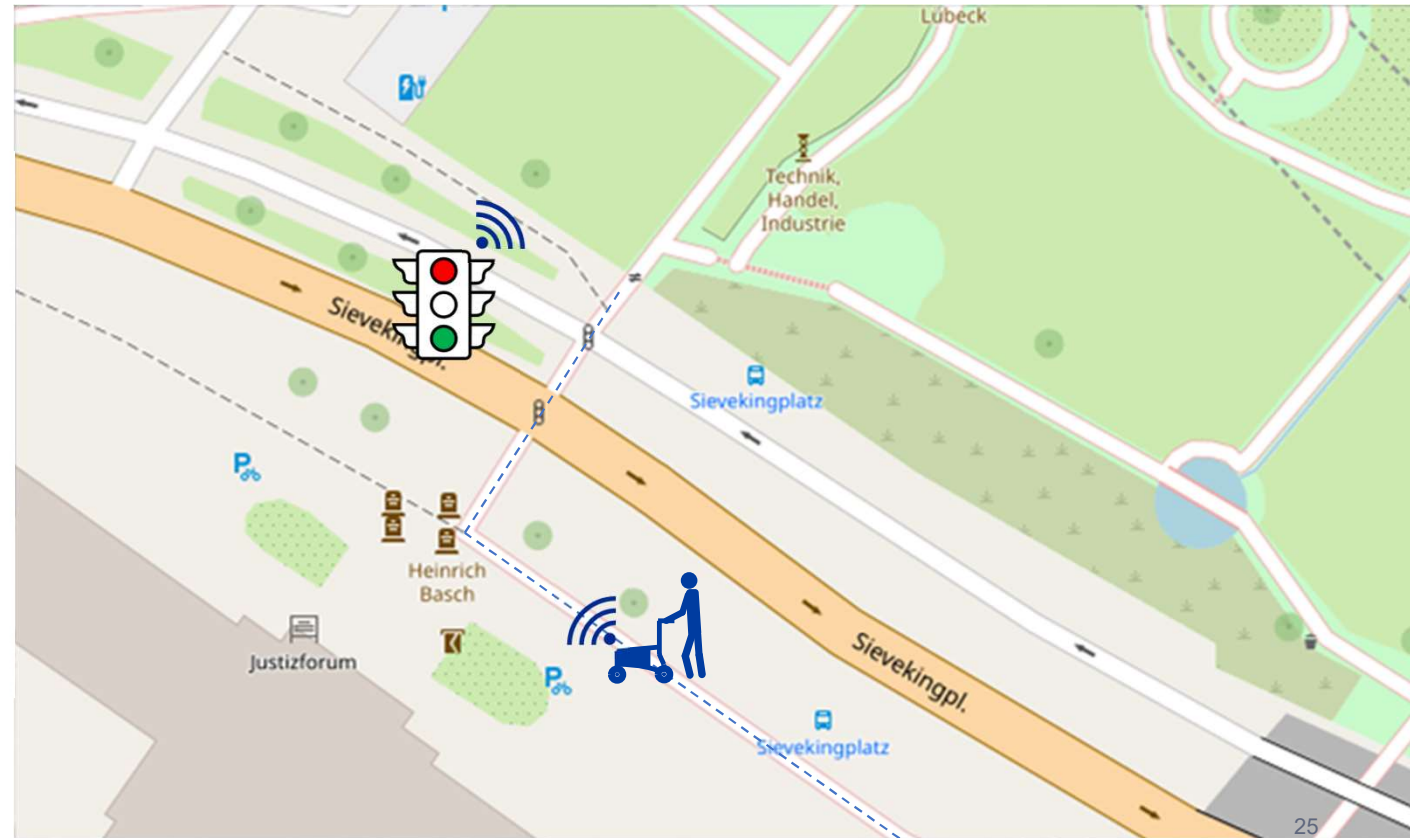 Lübeck
Technik,
Handel,
Industrie
Sievekingpl.
Sievekingplatz
P
Heinrich
Basch
Justizforum
P
Sievekingpl.
Sievekingplatz
25